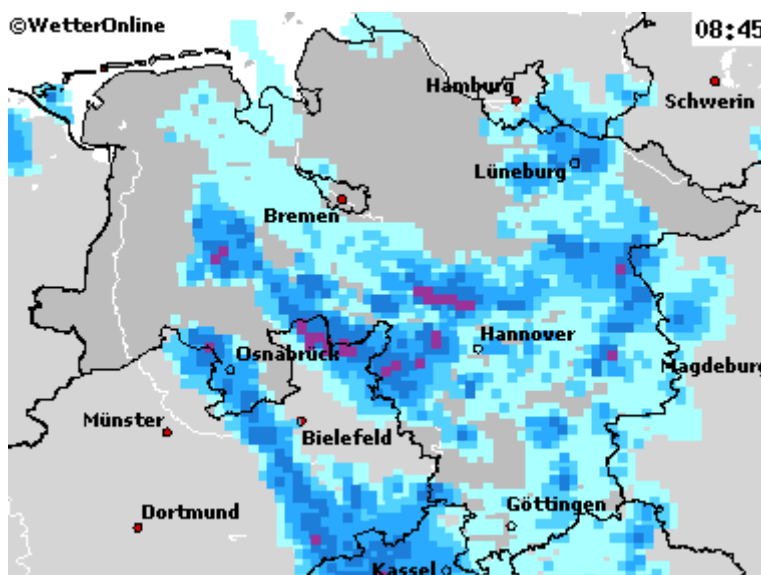 ©WetterOnline
08:45
Hamburg
Schwerin
Lüneburg
Bremen
Hannover
Osnabrück
Magdeburg
Münster
Bielefeld
Dortmund
Göttingen
Kassel